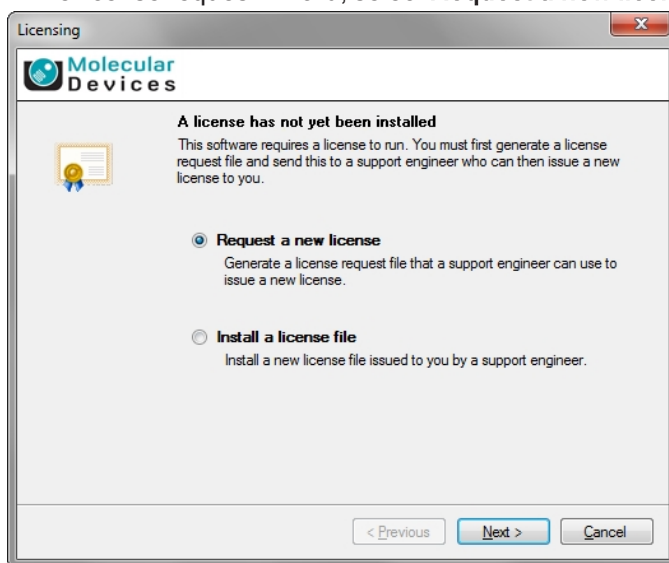 Licensing
Molecular
Devices
A license has not yet been installed
This software requires a license to run. You must first generate a license
request file and send this to a support engineer who can then issue a new
license to you.
Request a new license
Generate a license request file that a support engineer can use to
issue a new license.
Install a license file
Install a new license file issued to you by a support engineer.
< Previous
Next >
Cancel